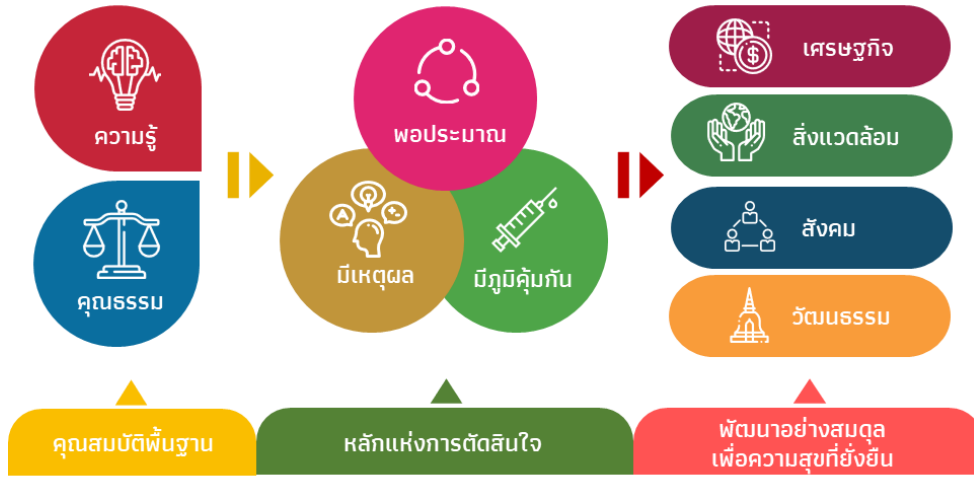 ความรู้
คุณธรรม
พอประมาณ
มีเหตุผล
มีภูมิคุ้มกัน
เศรษฐกิจ
สิ่งแวดล้อม
สังคม
วัฒนธรรม
คุณสมบัติพื้นฐาน
หลักแห่งการตัดสินใจ
พัฒนาอย่างสมดุล
เพื่อความสุขที่ยั่งยืน